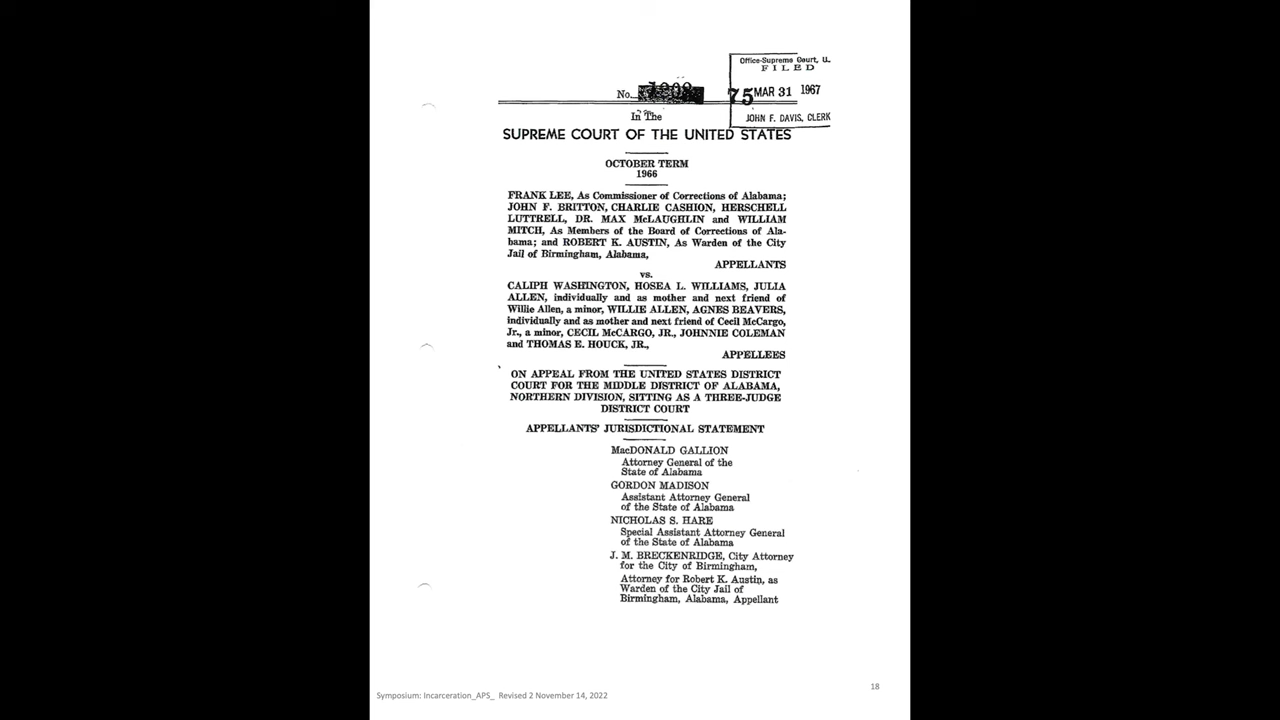 Office-Supreme Court, U.
FILED
MAR 31 1967
JOHN F. DAVIS, CLERK
No.
75
In The
SUPREME COURT OF THE UNITED STATES
OCTOBER TERM
1966
FRANK LEE, As Commissioner of Corrections of Alabama;
JOHN F. BRITTON, CHARLIE CASHION, HERSCHELL
LUTTRELL, DR. MAX McLAUGHLIN and WILLIAM
MITCH, As Members of the Board of Corrections of Ala-
bama; and ROBERT K. AUSTIN, As Warden of the City
Jail of Birmingham, Alabama,
APPELLANTS
vs.
CALIPH WASHINGTON, HOSEA L. WILLIAMS, JULIA
ALLEN, individually and as mother and next friend of
Willie Allen, a minor, WILLIE ALLEN, AGNES BEAVERS,
individually and as mother and next friend of Cecil McCargo,
Jr., a minor, CECIL McCARGO, JR., JOHNNIE COLEMAN
and THOMAS E. HOUCK, JR.,
APPELLEES
ON APPEAL FROM THE UNITED STATES DISTRICT
COURT FOR THE MIDDLE DISTRICT OF ALABAMA,
NORTHERN DIVISION, SITTING AS A THREE-JUDGE
DISTRICT COURT
APPELLANTS' JURISDICTIONAL STATEMENT
MacDONALD GALLION
Attorney General of the
State of Alabama
GORDON MADISON
Assistant Attorney General
of the State of Alabama
NICHOLAS S. HARE
Special Assistant Attorney General
of the State of Alabama
J. M. BRECKENRIDGE, City Attorney
for the City of Birmingham,
Attorney for Robert K. Austin, as
Warden of the City Jail of
Birmingham, Alabama, Appellant
18
Symposium: Incarceration_APS_ Revised 2 November 14, 2022